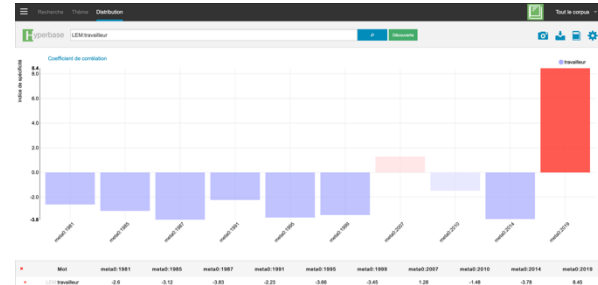 Recherche Thème Distribution Tout le corpus
Hyperbase LEM:travailleur Découverte
Coefficient de corrélation
travailleur
Indice de spécificité
8.4
8.0
6.0
4.0
2.0
0.0
-2.0
-3.8
meta0:1981 meta0:1985 meta0:1987 meta0:1991 meta0:1995 meta0:1999 meta0:2007 meta0:2010 meta0:2014 meta0:2019
Mot meta0:1981 meta0:1985 meta0:1987 meta0:1991 meta0:1995 meta0:1999 meta0:2007 meta0:2010 meta0:2014 meta0:2019
LEM:travailleur -2.6 -3.12 -3.83 -2.23 -3.45 1.28 -1.48 -3.78 8.45